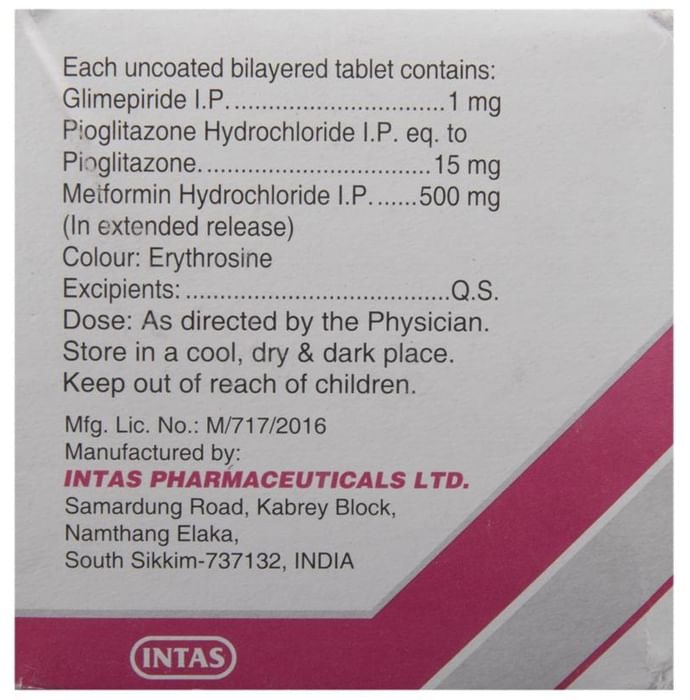 Each uncoated bilayered tablet contains:
Glimepiride I.P................................1 mg
Pioglitazone Hydrochloride I.P. eq. to
Pioglitazone.................................15 mg
Metformin Hydrochloride I.P.......500 mg
(In extended release)
Colour: Erythrosine
Excipients:......................................Q.S.
Dose: As directed by the Physician.
Store in a cool, dry & dark place.
Keep out of reach of children.
Mfg. Lic. No.: M/717/2016
Manufactured by:
INTAS PHARMACEUTICALS LTD.
Samardung Road, Kabrey Block,
Namthang Elaka,
South Sikkim-737132, INDIA
INTAS